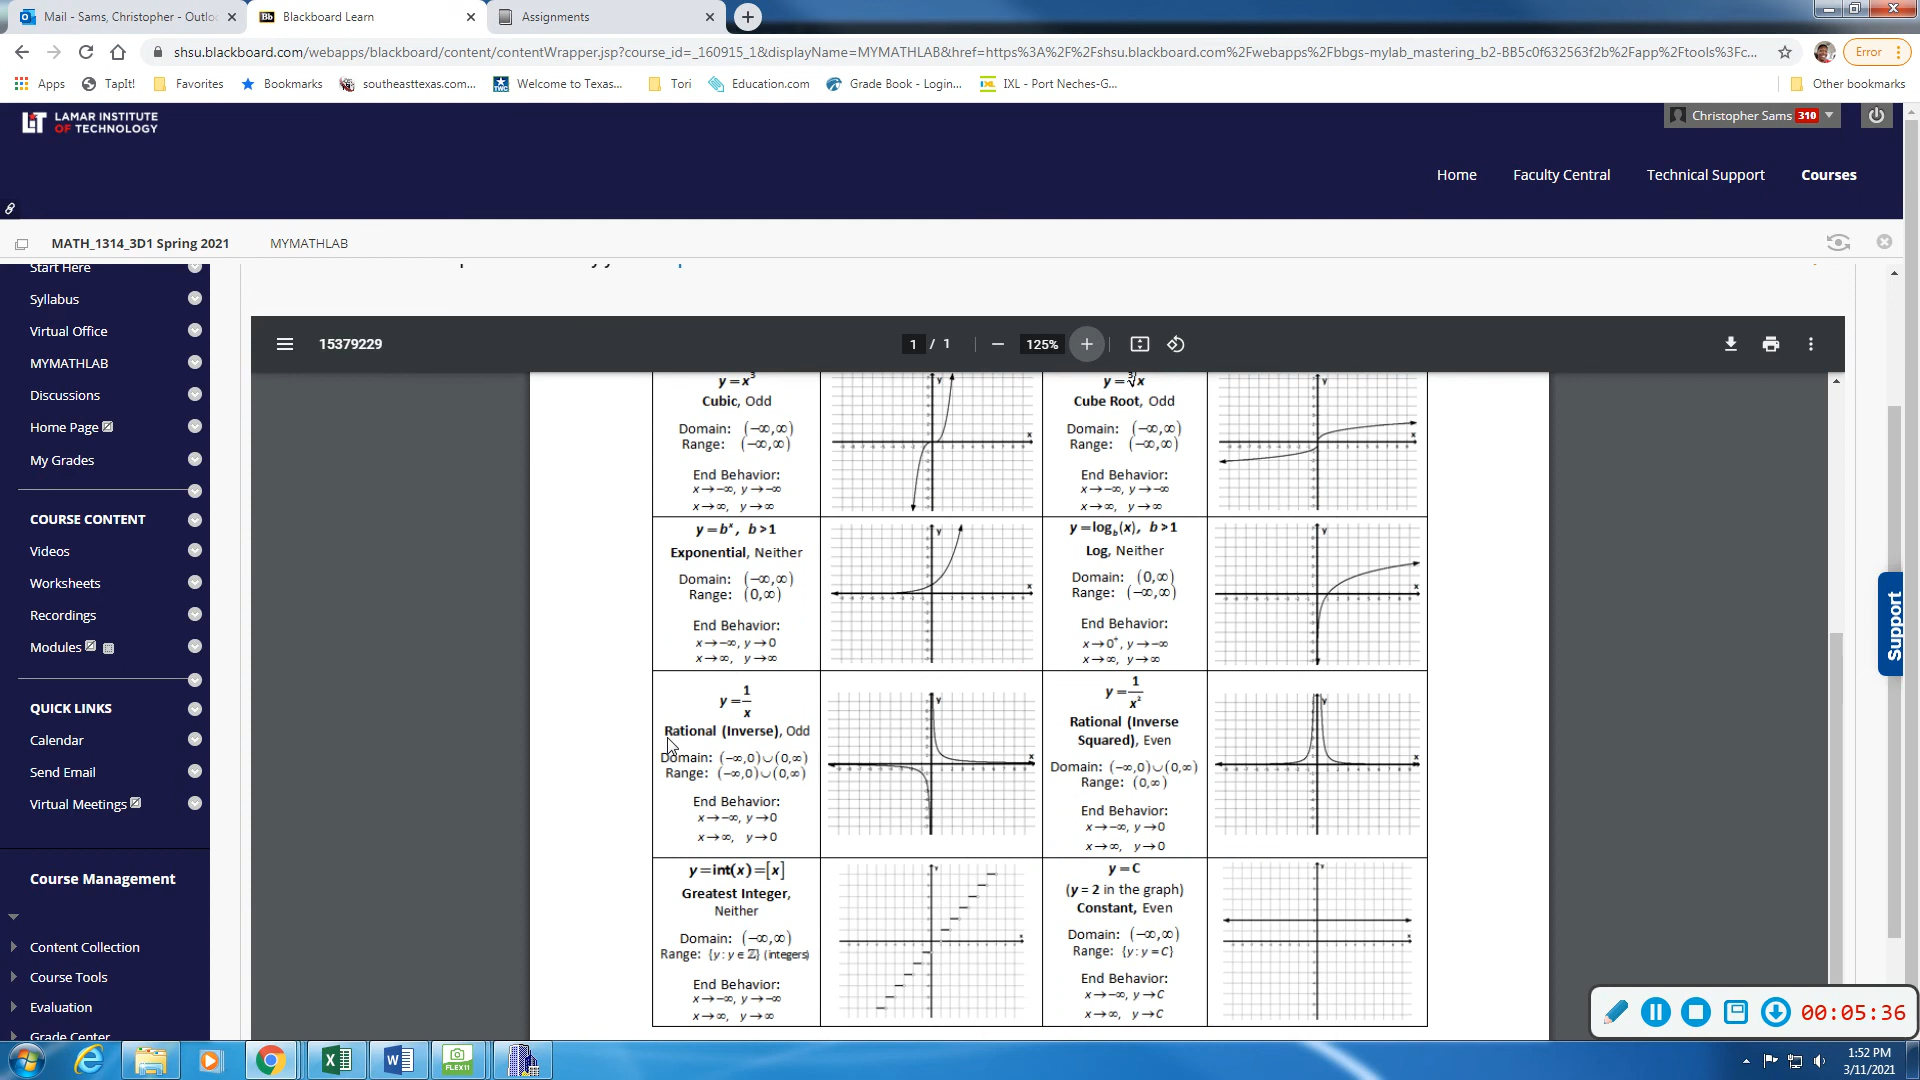 Mail - Sams, Christopher - Outlo
Blackboard Learn
Assignments
shsu.blackboard.com/webapps/blackboard/content/contentWrapper.jsp?course_id=_160915_1&displayName=MYMATHLAB&href=https%3A%2F%2Fshsu.blackboard.com%2Fwebapps%2Fbbgs-mylab_mastering_b2-BB5c0f632563f2b%2Fapp%2Ftools%3Fc...
Error
Apps
TapIt!
Favorites
Bookmarks
southeasttexas.com...
Welcome to Texas...
Tori
Education.com
Grade Book - Login...
IXL - Port Neches-G...
Other bookmarks
LAMAR INSTITUTE
OF TECHNOLOGY
Christopher Sams 310
Home
Faculty Central
Technical Support
Courses
MATH_1314_3D1 Spring 2021
MYMATHLAB
Start Here
Syllabus
Virtual Office
MYMATHLAB
Discussions
Home Page
My Grades
COURSE CONTENT
Videos
Worksheets
Recordings
Modules
QUICK LINKS
Calendar
Send Email
Virtual Meetings
Course Management
Content Collection
Course Tools
Evaluation
Grade Center
15379229
1 / 1
125%
y = x³
Cubic, Odd
Domain: (−∞,∞)
Range: (−∞,∞)
End Behavior:
x→−∞, y→−∞
x→∞, y→∞
y
x
y = ∛x
Cube Root, Odd
Domain: (−∞,∞)
Range: (−∞,∞)
End Behavior:
x→−∞, y→−∞
x→∞, y→∞
y
x
y = bˣ, b > 1
Exponential, Neither
Domain: (−∞,∞)
Range: (0,∞)
End Behavior:
x→−∞, y→0
x→∞, y→∞
y
x
y = log_b(x), b > 1
Log, Neither
Domain: (0,∞)
Range: (−∞,∞)
End Behavior:
x→0⁺, y→−∞
x→∞, y→∞
y
x
y = 1/x
Rational (Inverse), Odd
Domain: (−∞,0)∪(0,∞)
Range: (−∞,0)∪(0,∞)
End Behavior:
x→−∞, y→0
x→∞, y→0
y
x
y = 1/x²
Rational (Inverse
Squared), Even
Domain: (−∞,0)∪(0,∞)
Range: (0,∞)
End Behavior:
x→−∞, y→0
x→∞, y→0
y
x
y = int(x) = [x]
Greatest Integer,
Neither
Domain: (−∞,∞)
Range: {y : y ∈ ℤ} (integers)
End Behavior:
x→−∞, y→−∞
x→∞, y→∞
y = C
(y = 2 in the graph)
Constant, Even
Domain: (−∞,∞)
Range: {y : y = C}
End Behavior:
x→−∞, y→C
x→∞, y→C
Support
00:05:36
FLEX11
1:52 PM
3/11/2021